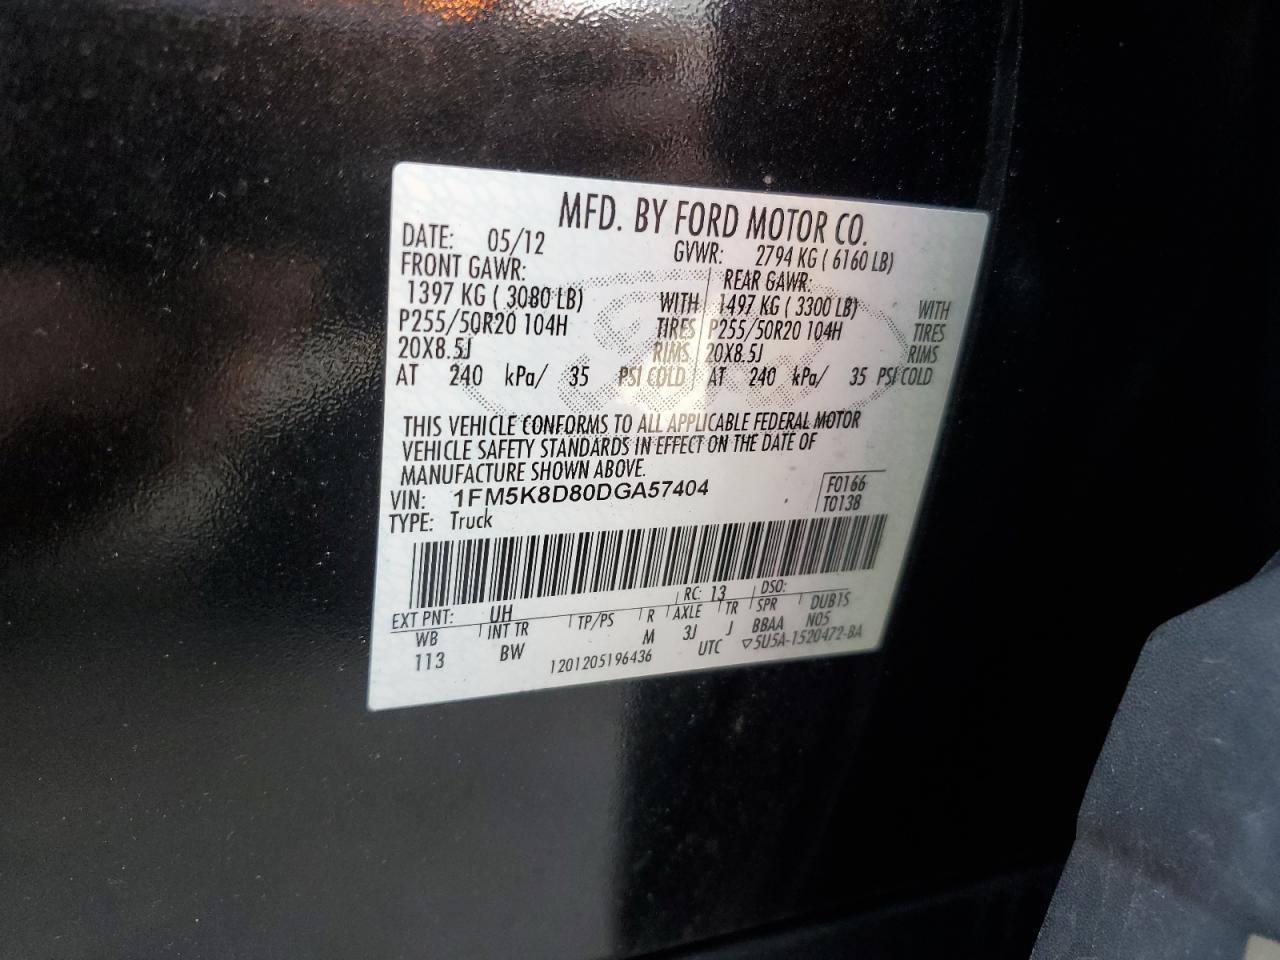 MFD. BY FORD MOTOR CO.
DATE: 05/12 GVWR: 2794 KG ( 6160 LB)
FRONT GAWR: REAR GAWR:
1397 KG ( 3080 LB) WITH 1497 KG ( 3300 LB) WITH
P255/50R20 104H TIRES P255/50R20 104H TIRES
20X8.5J RIMS 20X8.5J RIMS
AT 240 kPa/ 35 PSI COLD AT 240 kPa/ 35 PSI COLD
THIS VEHICLE CONFORMS TO ALL APPLICABLE FEDERAL MOTOR
VEHICLE SAFETY STANDARDS IN EFFECT ON THE DATE OF
MANUFACTURE SHOWN ABOVE.
VIN: 1FM5K8D80DGA57404 F0166
TYPE: Truck T0138
EXT PNT: UH RC: 13 DSO:
WB INT TR TP/PS R AXLE TR SPR DUB1S
113 BW M 3J J BBAA N05
1201205196436 UTC ▽5U5A-1520472-BA